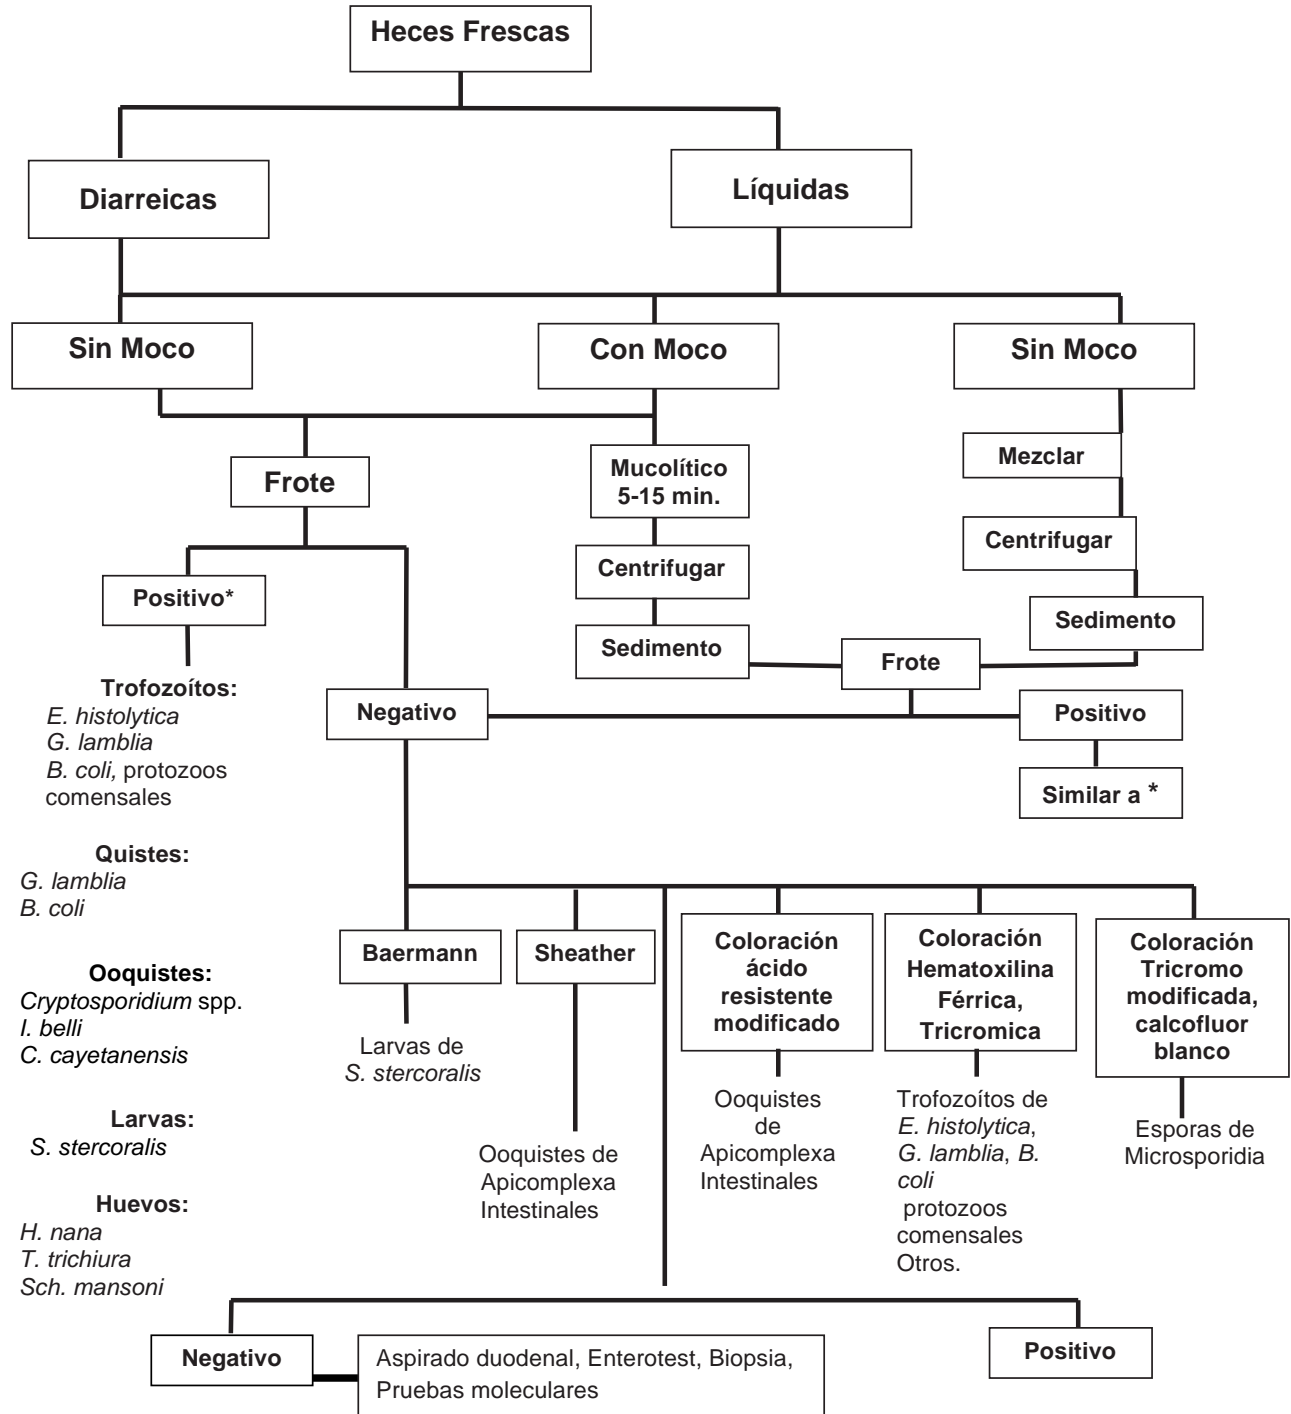 Heces Frescas
Diarreicas
Líquidas
Sin Moco
Con Moco
Sin Moco
Frote
Mucolítico
5-15 min.
Mezclar
Centrifugar
Centrifugar
Positivo*
Sedimento
Sedimento
Frote
Trofozoítos:
E. histolytica
G. lamblia
B. coli, protozoos
comensales
Negativo
Positivo
Similar a *
Quistes:
G. lamblia
B. coli
Ooquistes:
Cryptosporidium spp.
I. belli
C. cayetanensis
Larvas:
S. stercoralis
Huevos:
H. nana
T. trichiura
Sch. mansoni
Baermann
Larvas de
S. stercoralis
Sheather
Ooquistes de
Apicomplexa
Intestinales
Coloración
ácido
resistente
modificado
Ooquistes
de
Apicomplexa
Intestinales
Coloración
Hematoxilina
Férrica,
Tricromica
Trofozoítos de
E. histolytica,
G. lamblia, B.
coli
protozoos
comensales
Otros.
Coloración
Tricromo
modificada,
calcofluor
blanco
Esporas de
Microsporidia
Negativo
Aspirado duodenal, Enterotest, Biopsia,
Pruebas moleculares
Positivo